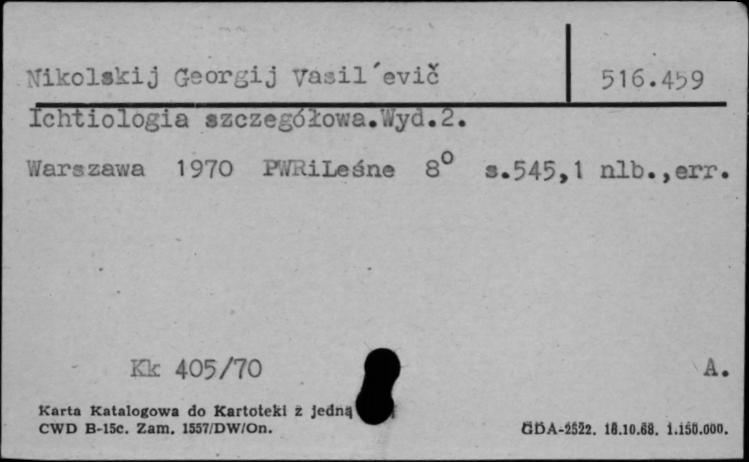 Nikolskij Georgij Vasil´evič 516.459
Ichtiologia szczegółowa.Wyd.2.
Warszawa 1970 PWRiLeśne 8° s.545,1 nlb.,err.
Kk 405/70 A.
Karta Katalogowa do Kartoteki z jedną
CWD B-15c. Zam. 1557/DW/On. GDA-2522. 18.10.68. 1.150.000.